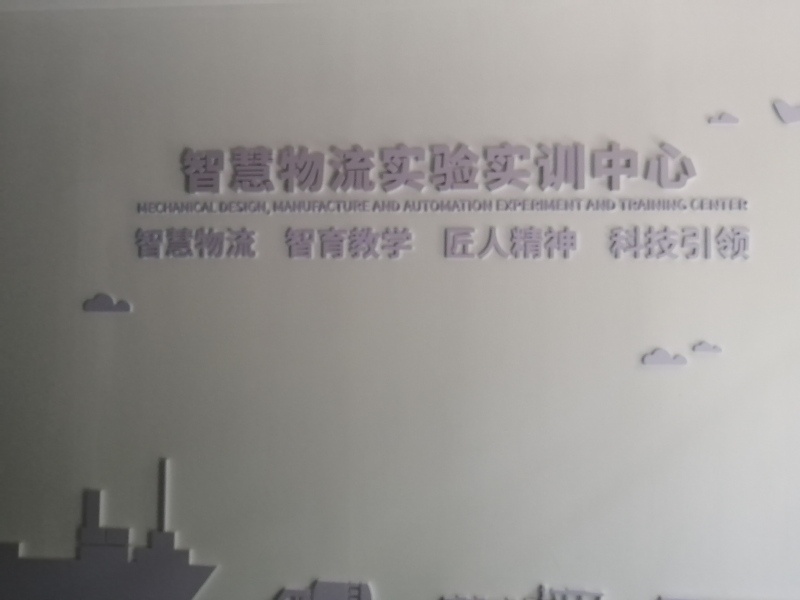 智慧物流实验实训中心
MECHANICAL DESIGN, MANUFACTURE AND AUTOMATION EXPERIMENT AND TRAINING CENTER
智慧物流 智育教学 匠人精神 科技引领